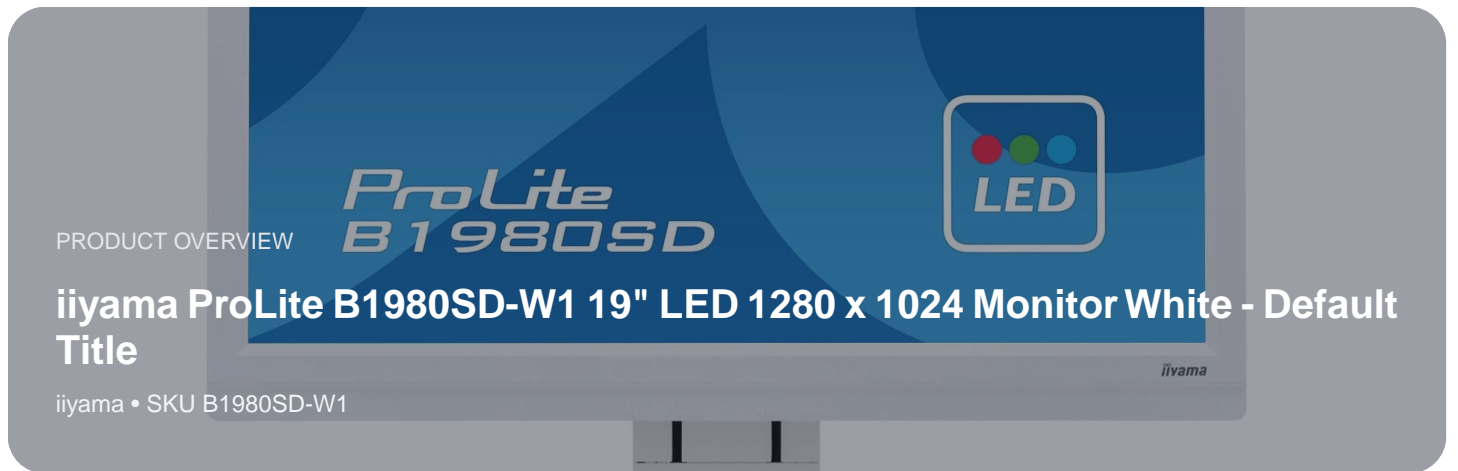 ProLite
B1980SD
LED
PRODUCT OVERVIEW
iiyama ProLite B1980SD-W1 19" LED 1280 x 1024 Monitor White - Default
Title
iiyama
iiyama • SKU B1980SD-W1